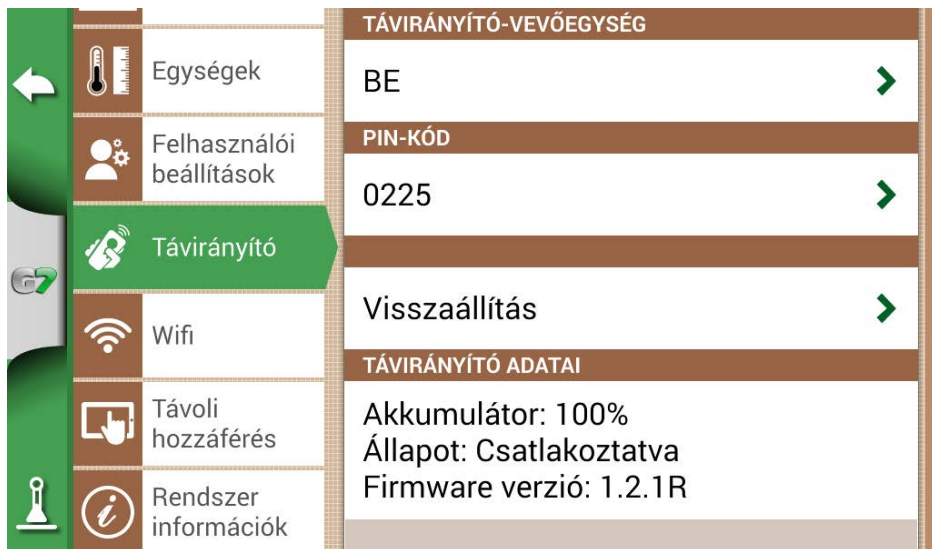 Egységek
Felhasználói
beállítások
Távirányító
Wifi
Távoli
hozzáférés
Rendszer
információk
G7
TÁVIRÁNYÍTÓ-VEVŐEGYSÉG
BE
PIN-KÓD
0225
Visszaállítás
TÁVIRÁNYÍTÓ ADATAI
Akkumulátor: 100%
Állapot: Csatlakoztatva
Firmware verzió: 1.2.1R